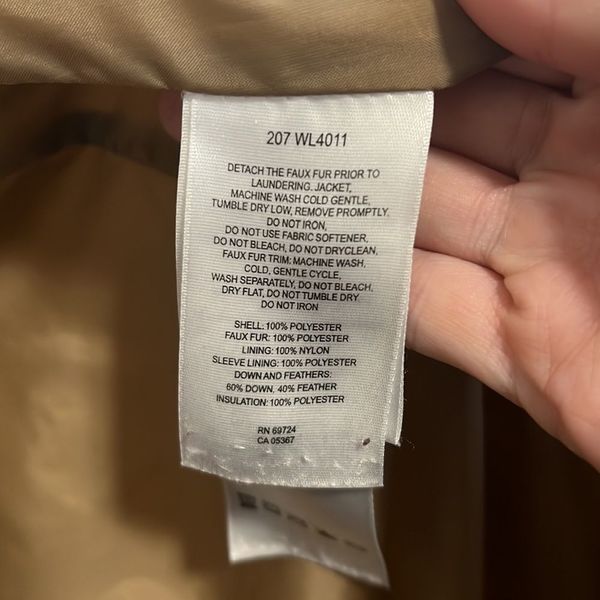 207 WL4011
DETACH THE FAUX FUR PRIOR TO
LAUNDERING. JACKET,
MACHINE WASH COLD GENTLE,
TUMBLE DRY LOW, REMOVE PROMPTLY,
DO NOT IRON,
DO NOT USE FABRIC SOFTENER,
DO NOT BLEACH, DO NOT DRYCLEAN.
FAUX FUR TRIM: MACHINE WASH,
COLD, GENTLE CYCLE,
WASH SEPARATELY, DO NOT BLEACH.
DRY FLAT, DO NOT TUMBLE DRY
DO NOT IRON
SHELL: 100% POLYESTER
FAUX FUR: 100% POLYESTER
LINING: 100% NYLON
SLEEVE LINING: 100% POLYESTER
DOWN AND FEATHERS:
60% DOWN, 40% FEATHER
INSULATION: 100% POLYESTER
RN 69724
CA 05367